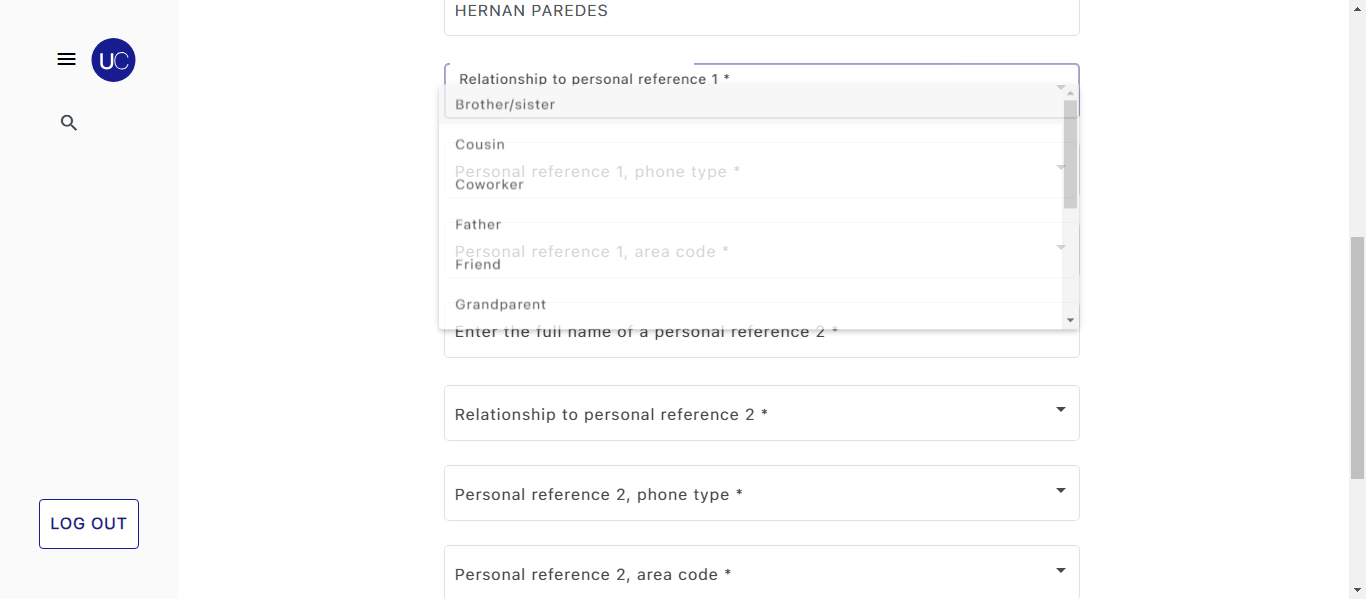 HERNAN PAREDES
UC
Relationship to personal reference 1 *
Brother/sister
Cousin
Personal reference 1, phone type *
Coworker
Father
Personal reference 1, area code *
Friend
Grandparent
Enter the full name of a personal reference 2 *
Relationship to personal reference 2 *
Personal reference 2, phone type *
LOG OUT
Personal reference 2, area code *